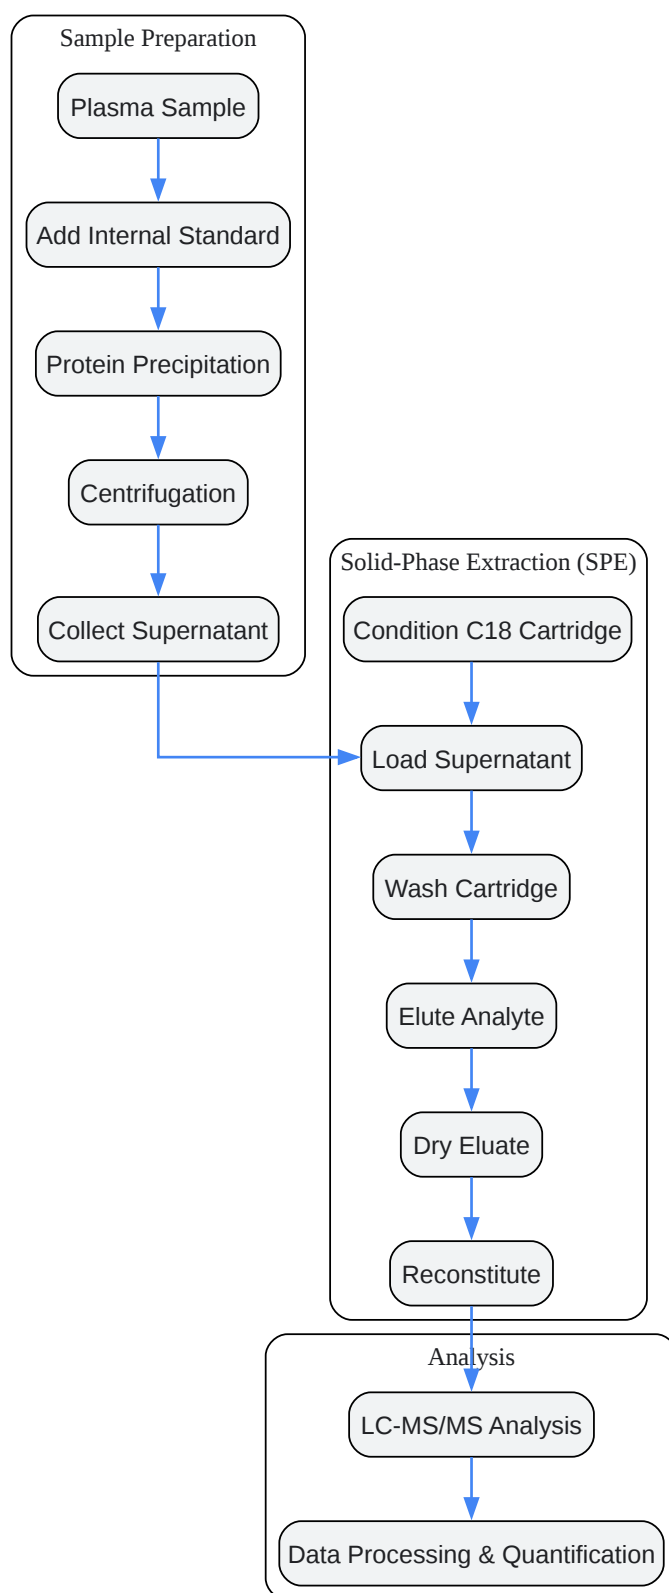 Sample Preparation
Plasma Sample
Add Internal Standard
Protein Precipitation
Centrifugation
Collect Supernatant
Solid-Phase Extraction (SPE)
Condition C18 Cartridge
Load Supernatant
Wash Cartridge
Elute Analyte
Dry Eluate
Reconstitute
Analysis
LC-MS/MS Analysis
Data Processing & Quantification